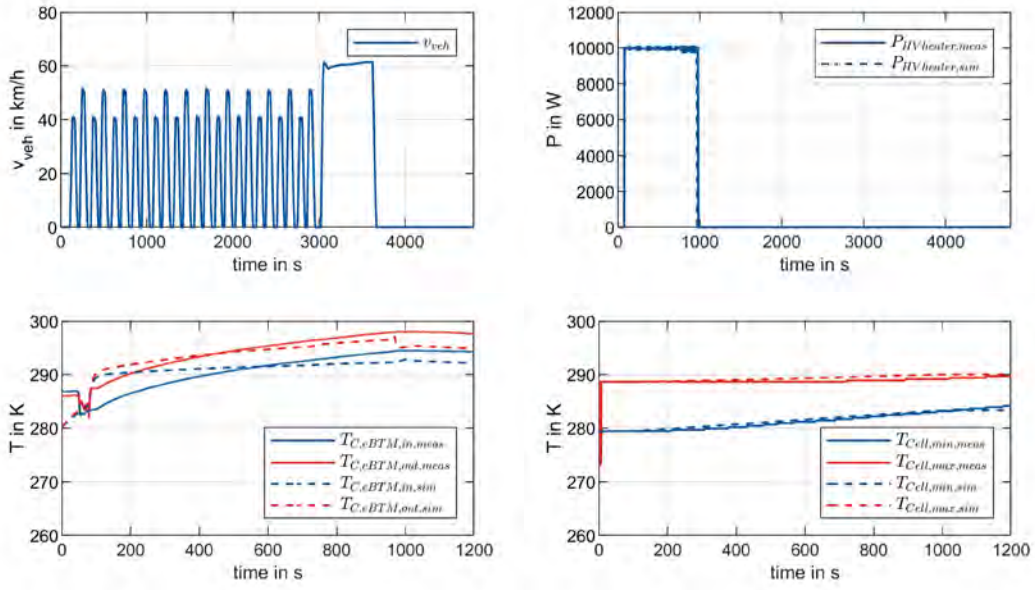 80
60
40
20
0
v_veh in km/h
v_veh
0 1000 2000 3000 4000
time in s
12000
10000
8000
6000
4000
2000
0
P in W
P_HVheater,meas
P_HVheater,sim
0 1000 2000 3000 4000
time in s
300
290
280
270
260
T in K
T_C,eBTM,in,meas
T_C,eBTM,out,meas
T_C,eBTM,in,sim
T_C,eBTM,out,sim
0 200 400 600 800 1000 1200
time in s
300
290
280
270
260
T in K
T_Cell,min,meas
T_Cell,max,meas
T_Cell,min,sim
T_Cell,max,sim
0 200 400 600 800 1000 1200
time in s